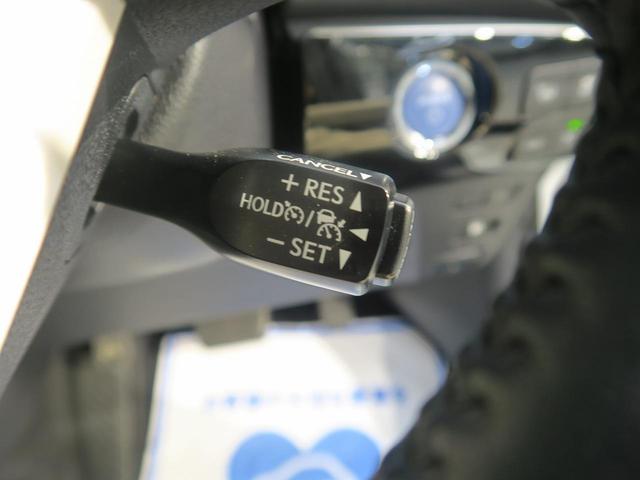 CANCEL
+ RES
HOLD /
− SET